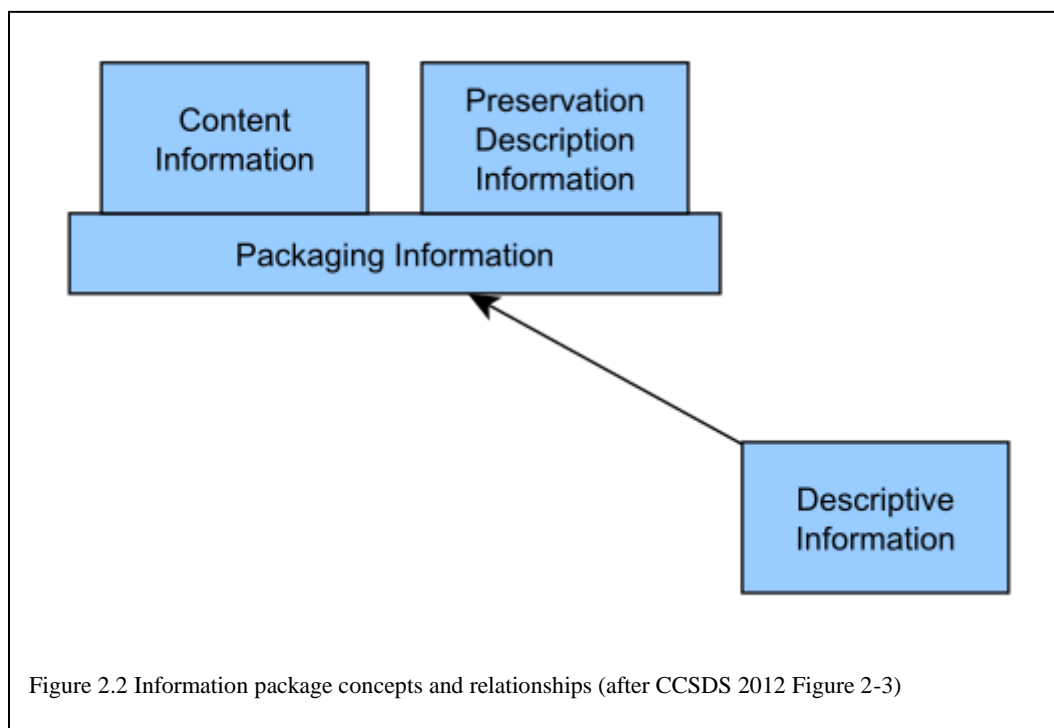 Content
Information
Preservation
Description
Information
Packaging Information
Descriptive
Information
Figure 2.2 Information package concepts and relationships (after CCSDS 2012 Figure 2-3)